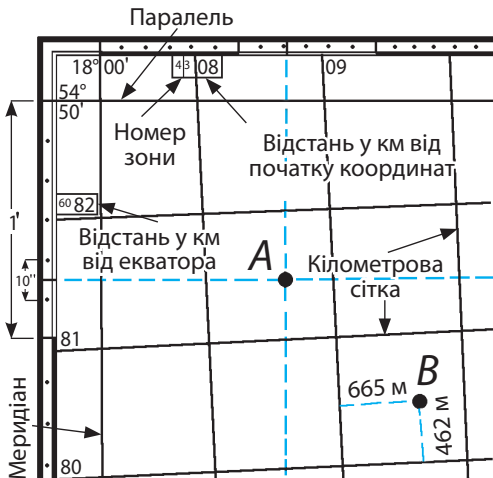 Паралель
18° 00'
43 08
09
54°
50'
Номер
зони
Відстань у км від
початку координат
60 82
1'
Відстань у км
від екватора
A
Кілометрова
сітка
10"
81
665 м
B
462 м
Меридіан
80